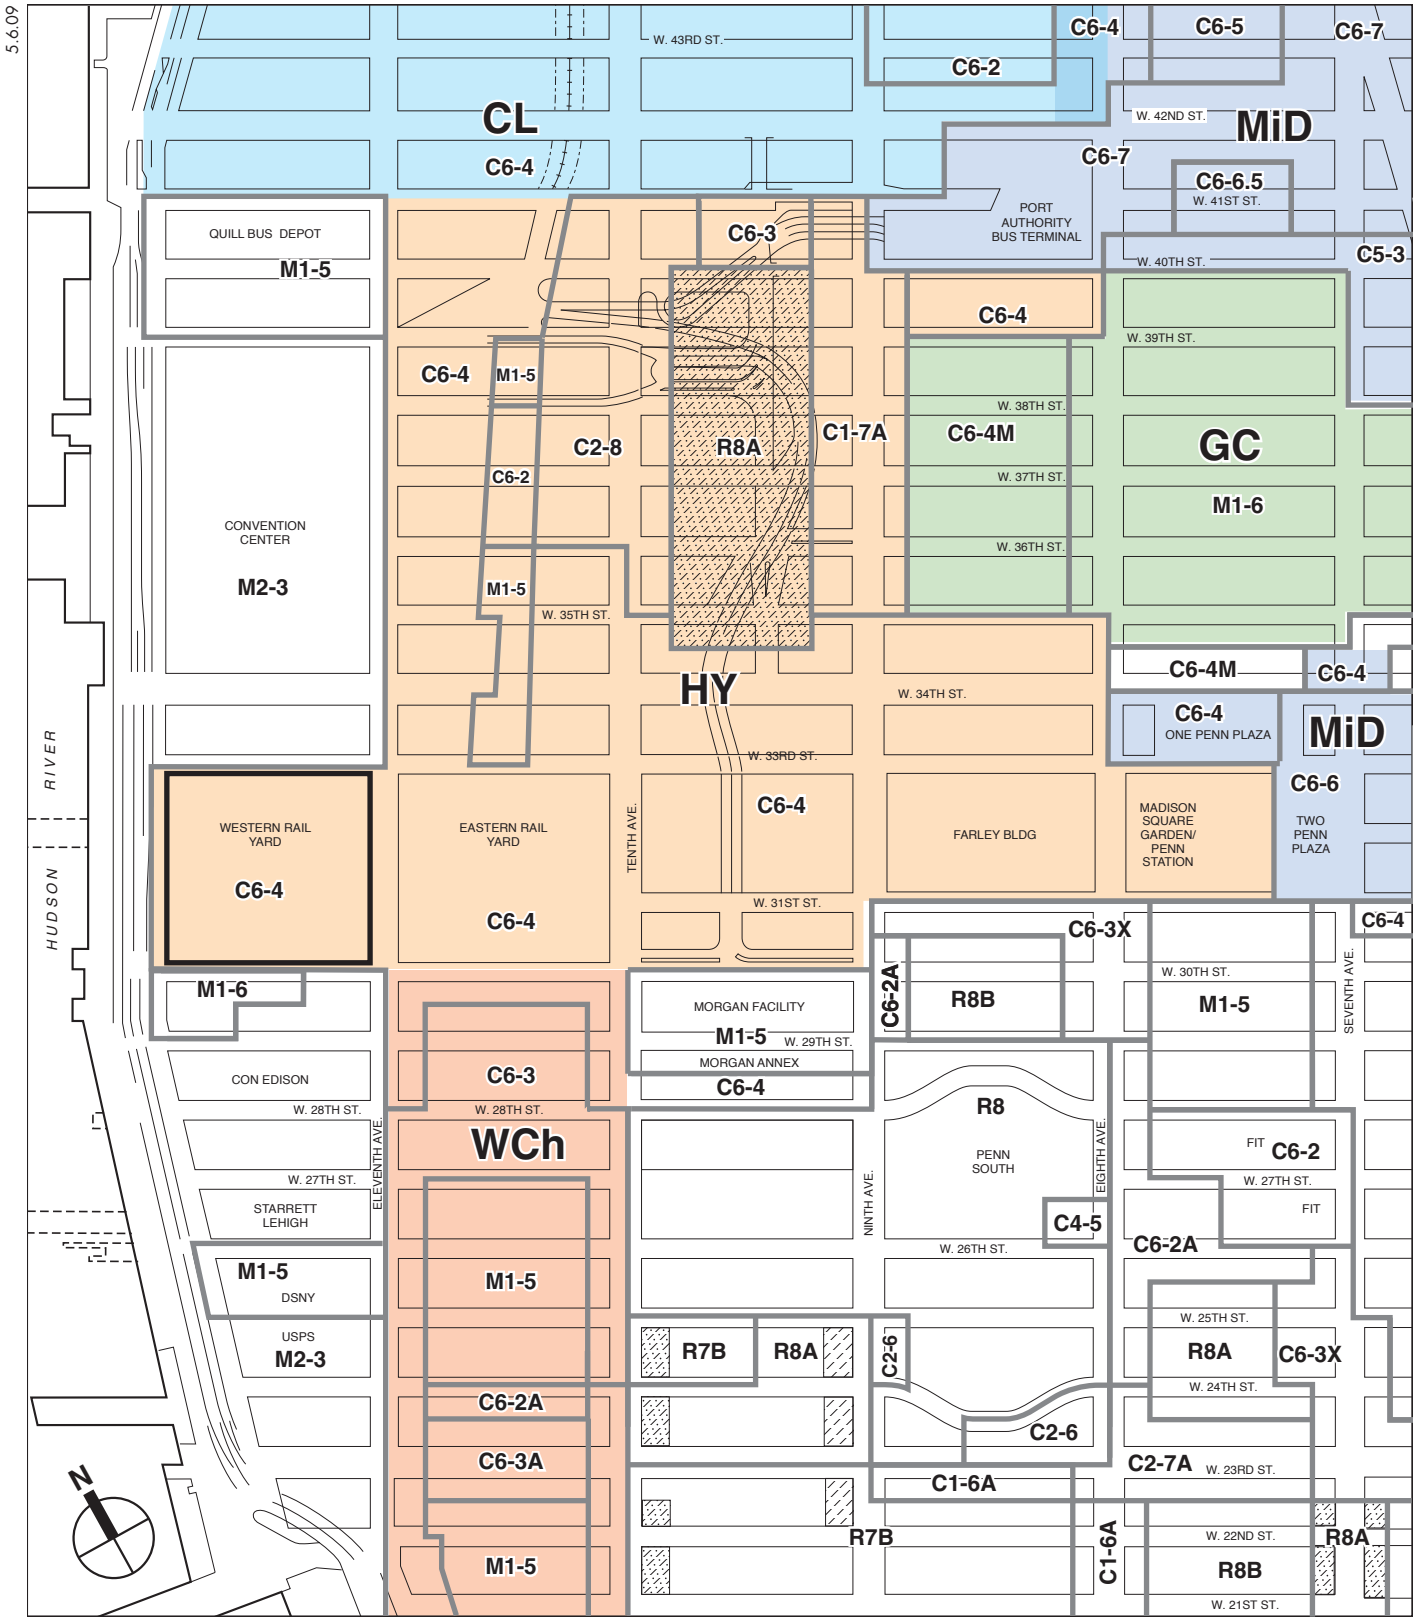 5.6.09
W. 43RD ST.
C6-2
C6-4
C6-5
C6-7
CL
W. 42ND ST.
MiD
C6-4
C6-7
C6-6.5
W. 41ST ST.
PORT
AUTHORITY
BUS TERMINAL
QUILL BUS DEPOT
C6-3
M1-5
C5-3
W. 40TH ST.
C6-4
W. 39TH ST.
C6-4
M1-5
W. 38TH ST.
C2-8
R8A
C1-7A
C6-4M
GC
C6-2
W. 37TH ST.
M1-6
CONVENTION
CENTER
W. 36TH ST.
M2-3
M1-5
W. 35TH ST.
C6-4M
C6-4
HY
W. 34TH ST.
C6-4
ONE PENN PLAZA
MiD
W. 33RD ST.
RIVER
HUDSON
C6-6
C6-4
WESTERN RAIL
YARD
C6-4
EASTERN RAIL
YARD
C6-4
TENTH AVE.
FARLEY BLDG
MADISON
SQUARE
GARDEN/
PENN
STATION
TWO
PENN
PLAZA
W. 31ST ST.
C6-3X
C6-4
W. 30TH ST.
M1-6
C6-2A
R8B
M1-5
SEVENTH AVE.
MORGAN FACILITY
M1-5
W. 29TH ST.
MORGAN ANNEX
C6-4
CON EDISON
C6-3
W. 28TH ST.
W. 28TH ST.
R8
WCh
ELEVENTH AVE.
PENN
SOUTH
EIGHTH AVE.
FIT
C6-2
W. 27TH ST.
W. 27TH ST.
NINTH AVE.
STARRETT
LEHIGH
FIT
C4-5
C6-2A
W. 26TH ST.
M1-5
DSNY
M1-5
W. 25TH ST.
USPS
M2-3
R7B
R8A
C2-6
R8A
C6-3X
W. 24TH ST.
C6-2A
C2-6
C6-3A
C2-7A
W. 23RD ST.
C1-6A
N
R7B
C1-6A
W. 22ND ST.
R8A
M1-5
R8B
W. 21ST ST.